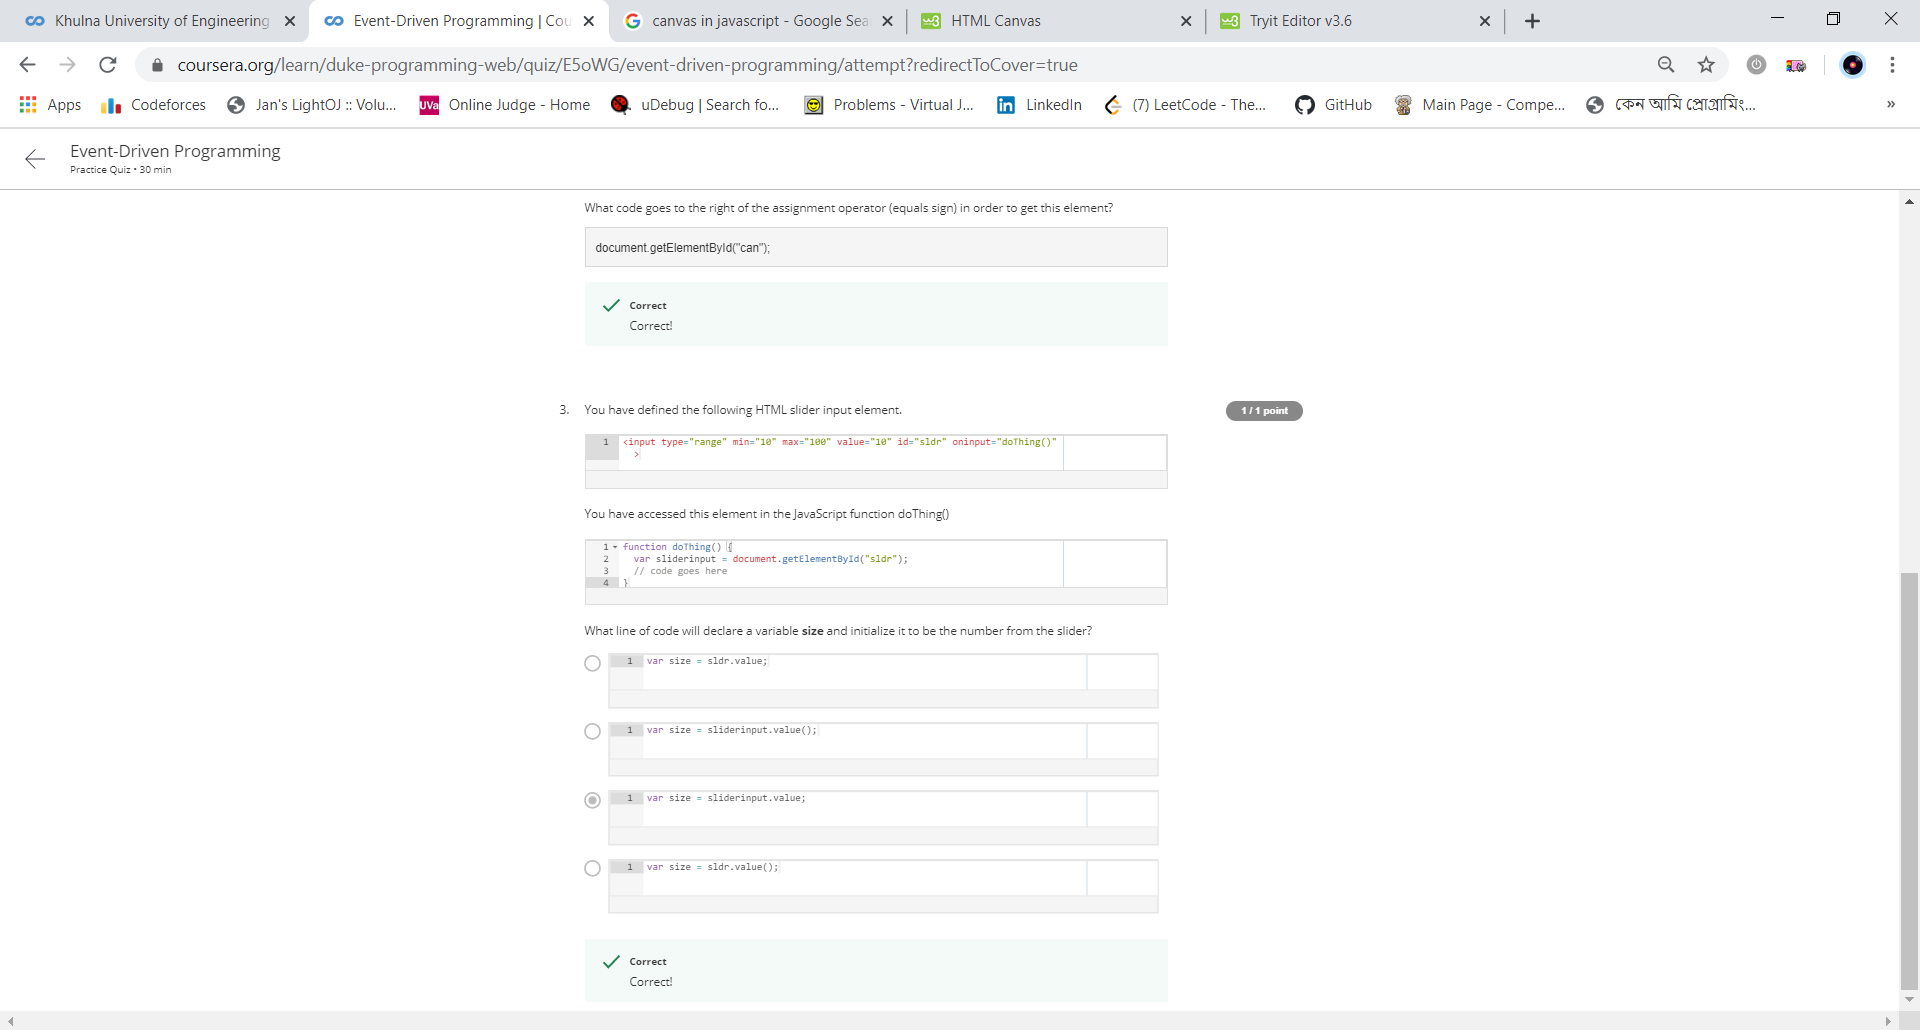 Khulna University of Engineering
Event-Driven Programming | Cou
canvas in javascript - Google Sea
HTML Canvas
Tryit Editor v3.6
coursera.org/learn/duke-programming-web/quiz/E5oWG/event-driven-programming/attempt?redirectToCover=true
Apps
Codeforces
Jan's LightOJ :: Volu...
UVa Online Judge - Home
uDebug | Search fo...
Problems - Virtual J...
LinkedIn
(7) LeetCode - The...
GitHub
Main Page - Compe...
কেন আমি প্রোগ্রামিং...
»
Event-Driven Programming
Practice Quiz • 30 min
What code goes to the right of the assignment operator (equals sign) in order to get this element?
document.getElementById("can");
Correct
Correct!
3. You have defined the following HTML slider input element.
1 / 1 point
1 <input type="range" min="10" max="100" value="10" id="sldr" oninput="doThing()"
>
You have accessed this element in the JavaScript function doThing()
1 function doThing() {
2 var sliderinput = document.getElementById("sldr");
3 // code goes here
4 }
What line of code will declare a variable size and initialize it to be the number from the slider?
1 var size = sldr.value;
1 var size = sliderinput.value();
1 var size = sliderinput.value;
1 var size = sldr.value();
Correct
Correct!